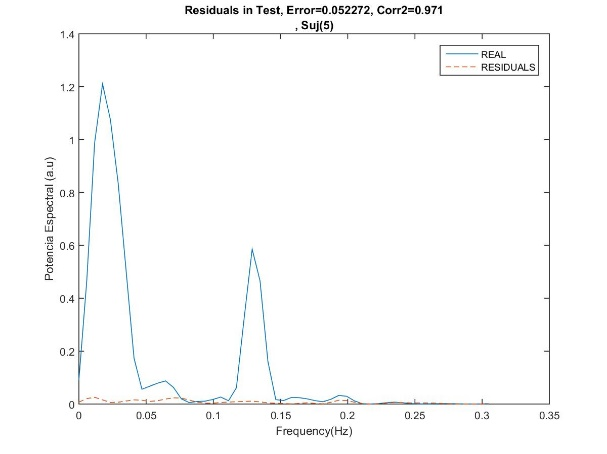 Residuals in Test, Error=0.052272, Corr2=0.971
, Suj(5)
1.4
1.2
1
0.8
0.6
0.4
0.2
0
Potencia Espectral (a.u)
REAL
RESIDUALS
0 0.05 0.1 0.15 0.2 0.25 0.3 0.35
Frequency(Hz)